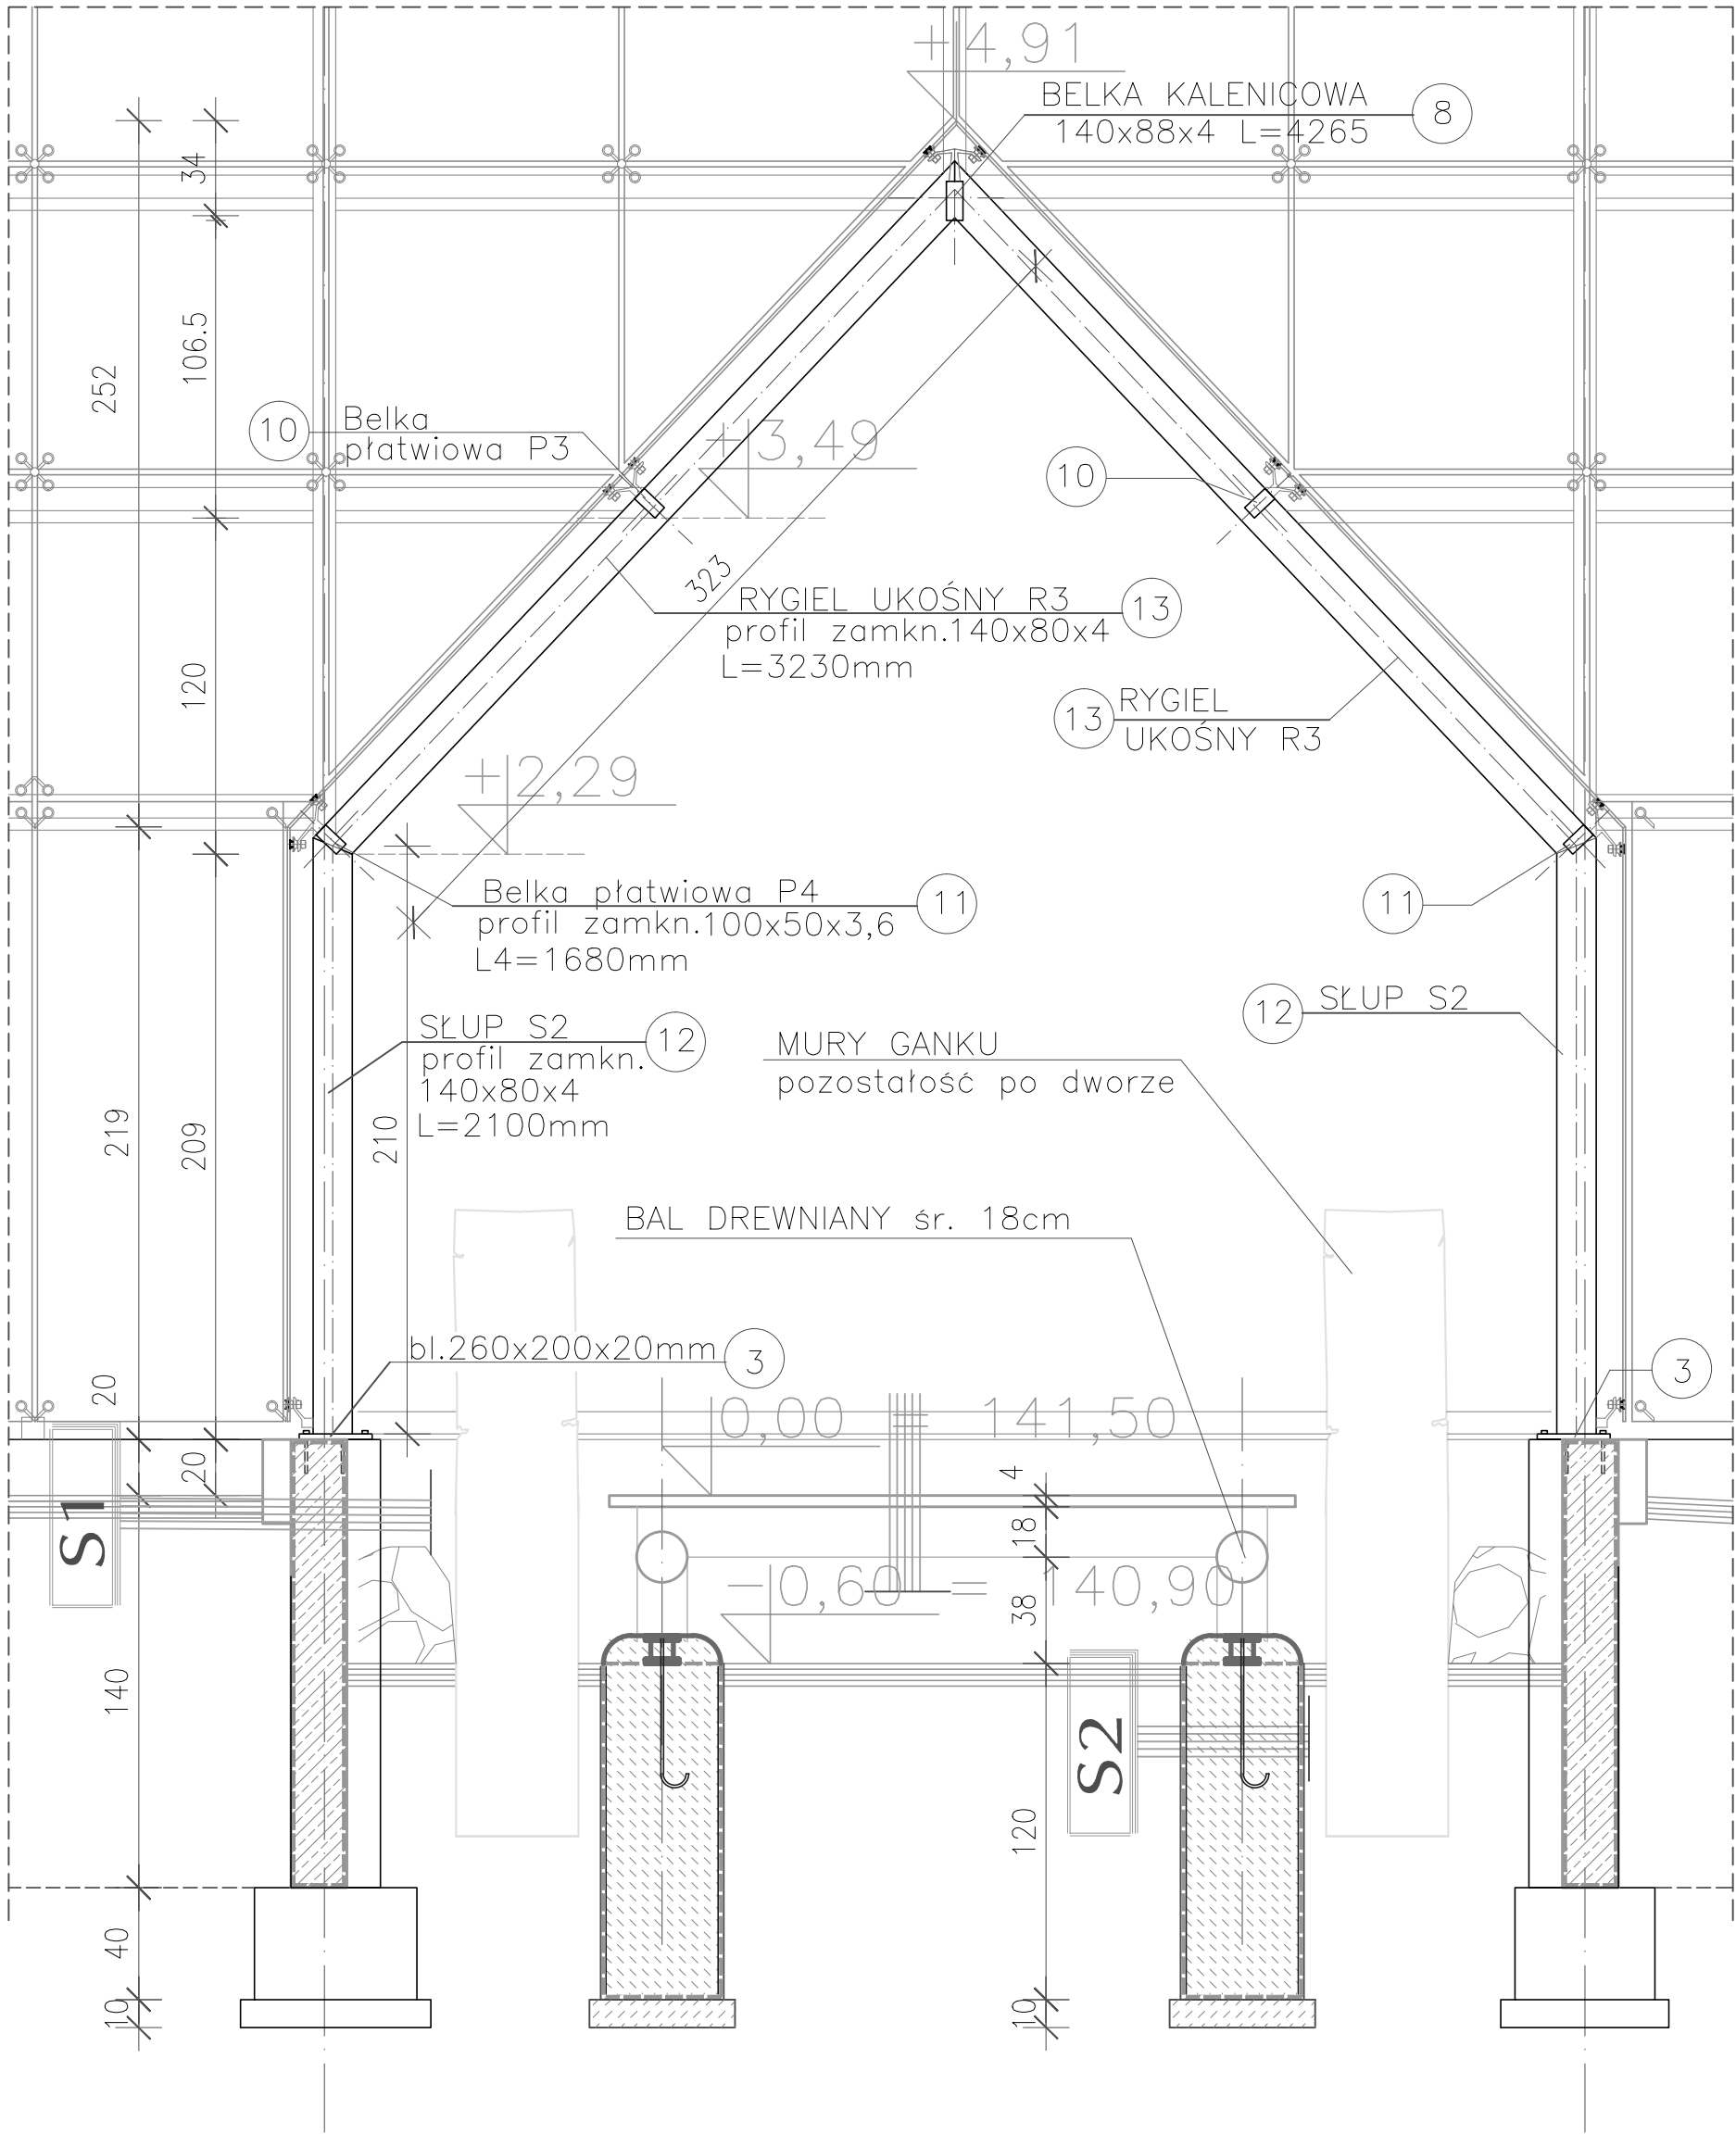 +4,91
BELKA KALENICOWA
140x88x4 L=4265
8
34
252
106.5
10
Belka
płatwiowa P3
+3,49
10
323
RYGIEL UKOŚNY R3
profil zamkn.140x80x4
L=3230mm
13
120
13
RYGIEL
UKOŚNY R3
+2,29
Belka płatwiowa P4
profil zamkn.100x50x3,6
L4=1680mm
11
11
SŁUP S2
profil zamkn.
140x80x4
L=2100mm
12
12
SŁUP S2
MURY GANKU
pozostałość po dworze
219
209
210
BAL DREWNIANY śr. 18cm
bl.260x200x20mm
3
3
20
20
0,00 = 141,50
4
18
S1
-0,60 = 140,90
38
140
S2
120
40
10
10